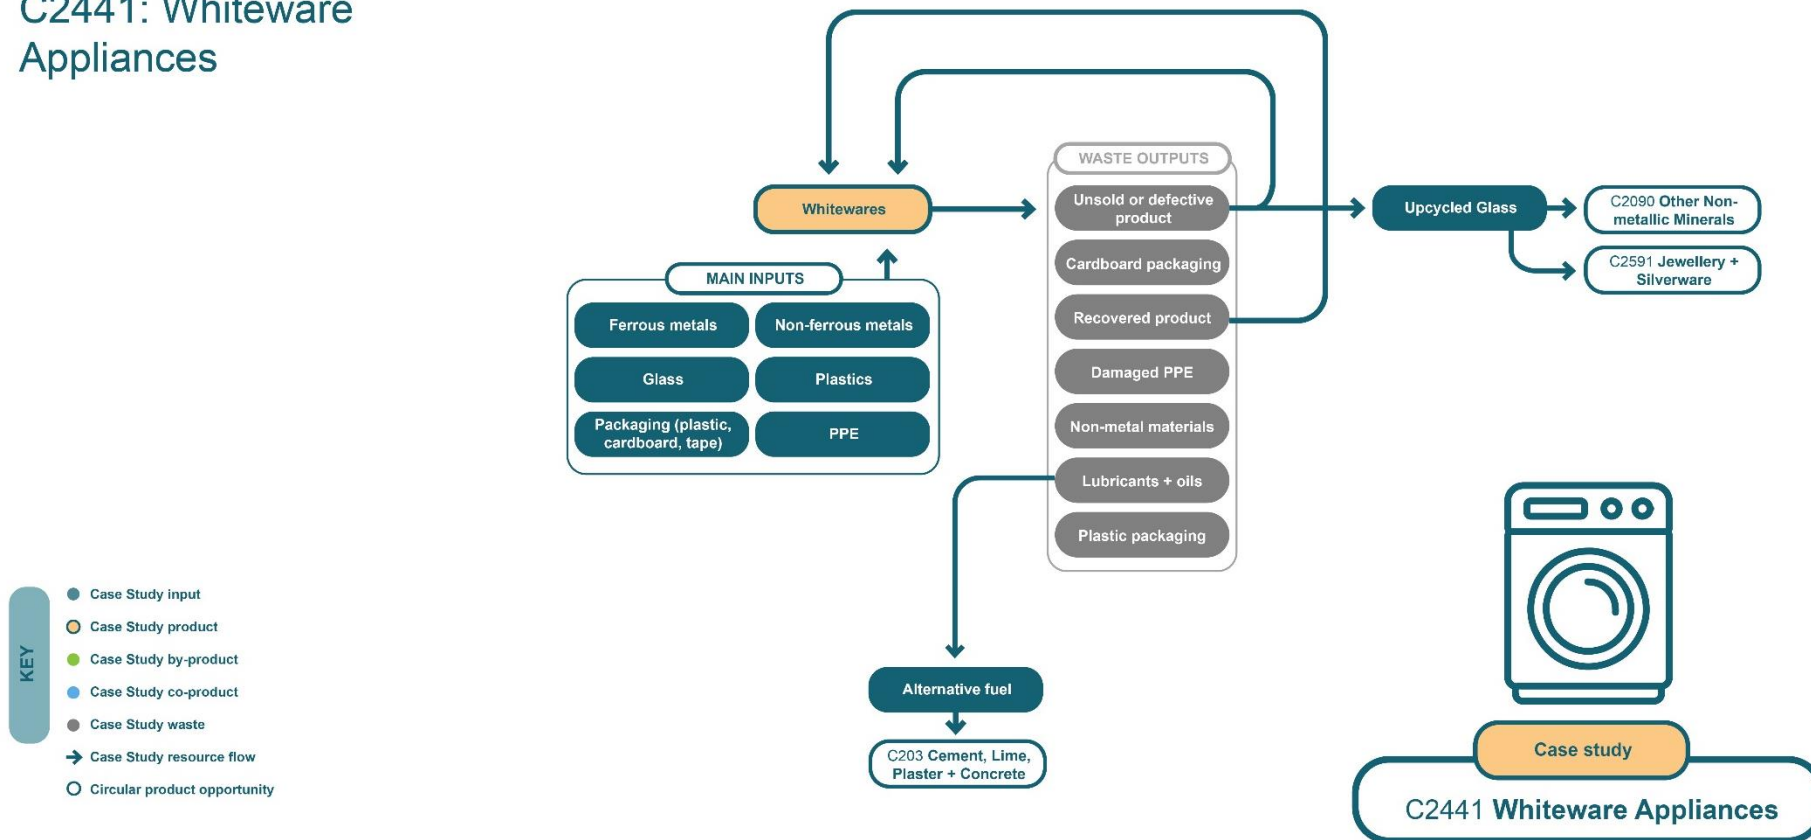 C2441: Whiteware
Appliances
WASTE OUTPUTS
Whitewares
Unsold or defective
product
Upcycled Glass
C2090 Other Non-
metallic Minerals
Cardboard packaging
C2591 Jewellery +
Silverware
MAIN INPUTS
Ferrous metals
Non-ferrous metals
Recovered product
Glass
Plastics
Damaged PPE
Packaging (plastic,
cardboard, tape)
PPE
Non-metal materials
Lubricants + oils
Plastic packaging
KEY
Case Study input
Case Study product
Case Study by-product
Case Study co-product
Case Study waste
Case Study resource flow
Circular product opportunity
Alternative fuel
C203 Cement, Lime,
Plaster + Concrete
Case study
C2441 Whiteware Appliances